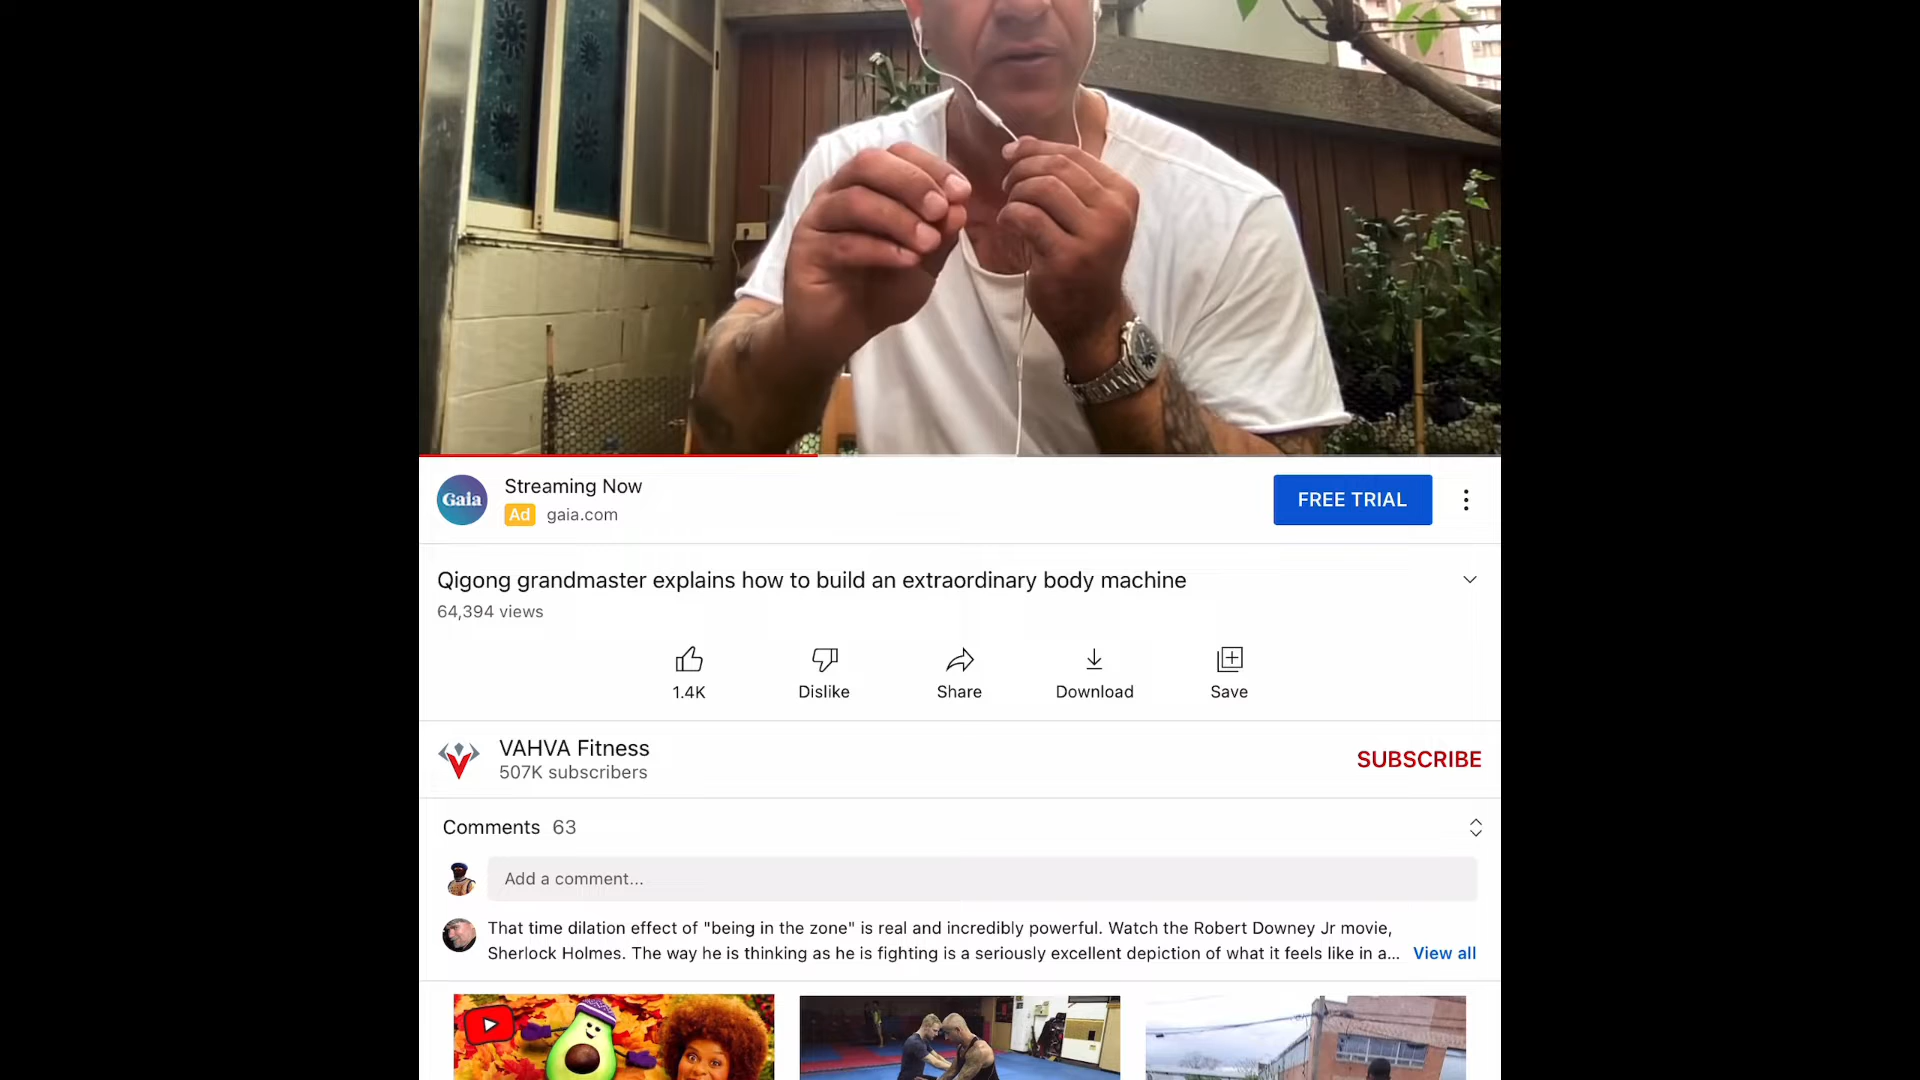 Gaia
Streaming Now
FREE TRIAL
Ad gaia.com
Qigong grandmaster explains how to build an extraordinary body machine
64,394 views
1.4K
Dislike
Share
Download
Save
VAHVA Fitness
507K subscribers
SUBSCRIBE
Comments 63
Add a comment...
That time dilation effect of "being in the zone" is real and incredibly powerful. Watch the Robert Downey Jr movie,
Sherlock Holmes. The way he is thinking as he is fighting is a seriously excellent depiction of what it feels like in a... View all